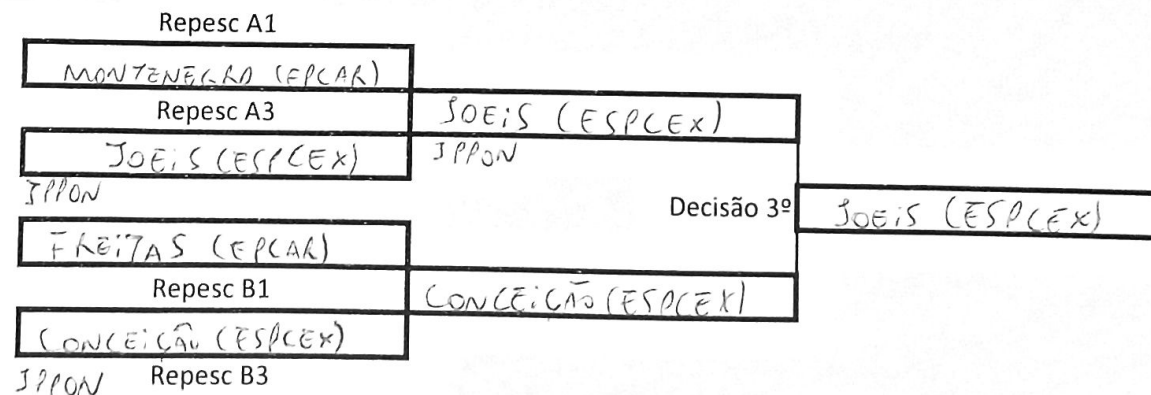 Repesc A1
MONTENEGRO (EPCAR)
Repesc A3
JOEIS (ESPCEX)
JOEIS (ESPCEX)
IPPON
IPPON
Decisão 3º
JOEIS (ESPCEX)
FREITAS (EPCAR)
Repesc B1
CONCEIÇÃO (ESPCEX)
CONCEIÇÃO (ESPCEX)
IPPON
Repesc B3